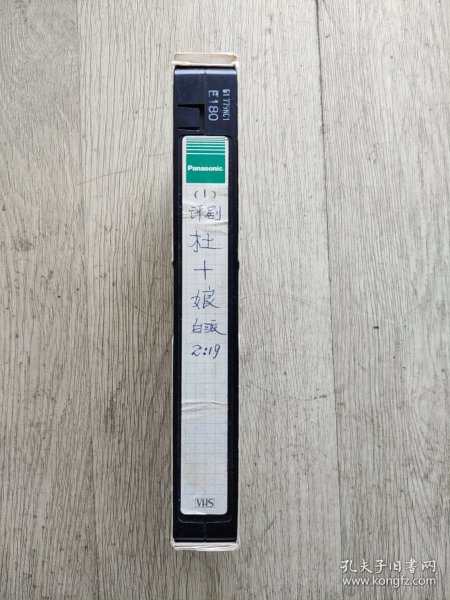 E180
Panasonic
(1)
评剧
杜
十
娘
白派
2:19
VHS
孔夫子旧书网
www.kongfz.com